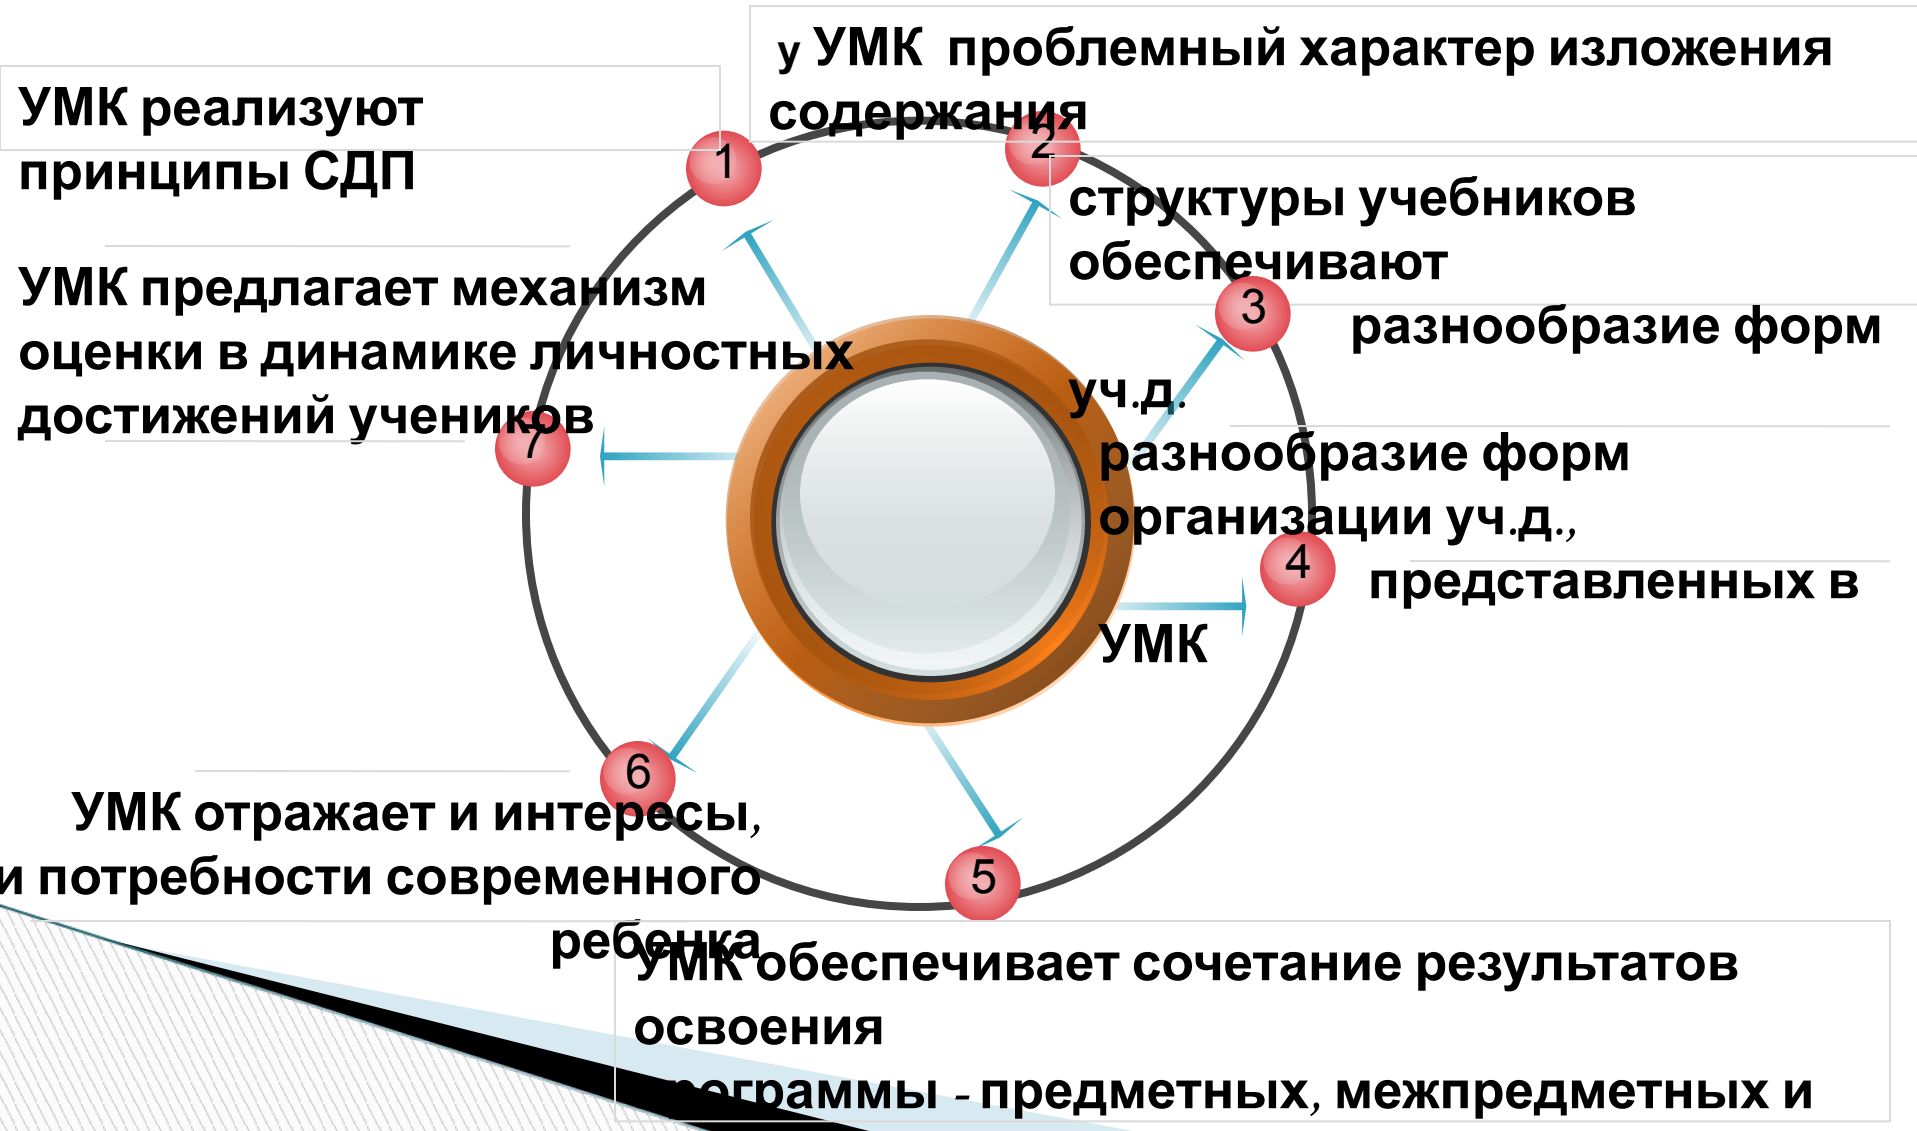 у УМК проблемный характер изложения
содержания
УМК реализуют
принципы СДП
1
2
структуры учебников
обеспечивают
3
разнообразие форм
уч.д.
УМК предлагает механизм
оценки в динамике личностных
достижений учеников
7
разнообразие форм
организации уч.д.,
4
представленных в
УМК
6
УМК отражает и интересы,
и потребности современного
ребенка
5
УМК обеспечивает сочетание результатов
освоения
программы - предметных, межпредметных и